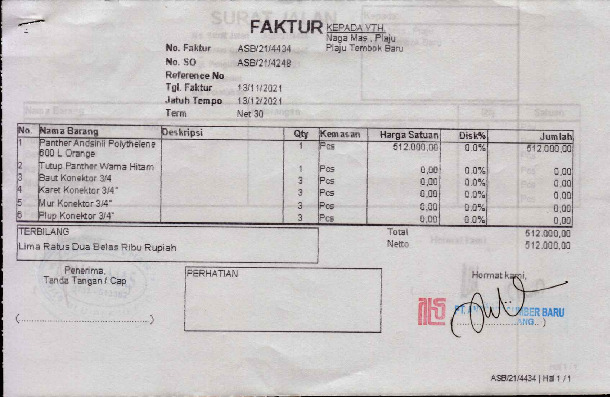 FAKTUR
KEPADA YTH.
Naga Mas , Plaju
Plaju Tembok Baru
No. Faktur ASB/21/4434
No. SO ASB/21/4248
Reference No
Tgl. Faktur 13/11/2021
Jatuh Tempo 13/12/2021
Term Net 30
No. Nama Barang Deskripsi Qty Kemasan Harga Satuan Disk% Jumlah
1 Panther Andsinli Polythelene 1 Pcs 512.000,00 0.0% 512.000,00
600 L Orange
2 Tutup Panther Warna Hitam 1 Pcs 0,00 0.0% 0,00
3 Baut Konektor 3/4 3 Pcs 0,00 0.0% 0,00
4 Karet Konektor 3/4" 3 Pcs 0,00 0.0% 0,00
5 Mur Konektor 3/4" 3 Pcs 0,00 0.0% 0,00
6 Plup Konektor 3/4" 3 Pcs 0,00 0.0% 0,00
TERBILANG
Lima Ratus Dua Belas Ribu Rupiah
Total 512.000,00
Netto 512.000,00
Penerima,
Tanda Tangan / Cap
(..............................)
PERHATIAN
Hormat kami,
BARU
ASB/21/4434 | Hal 1 / 1